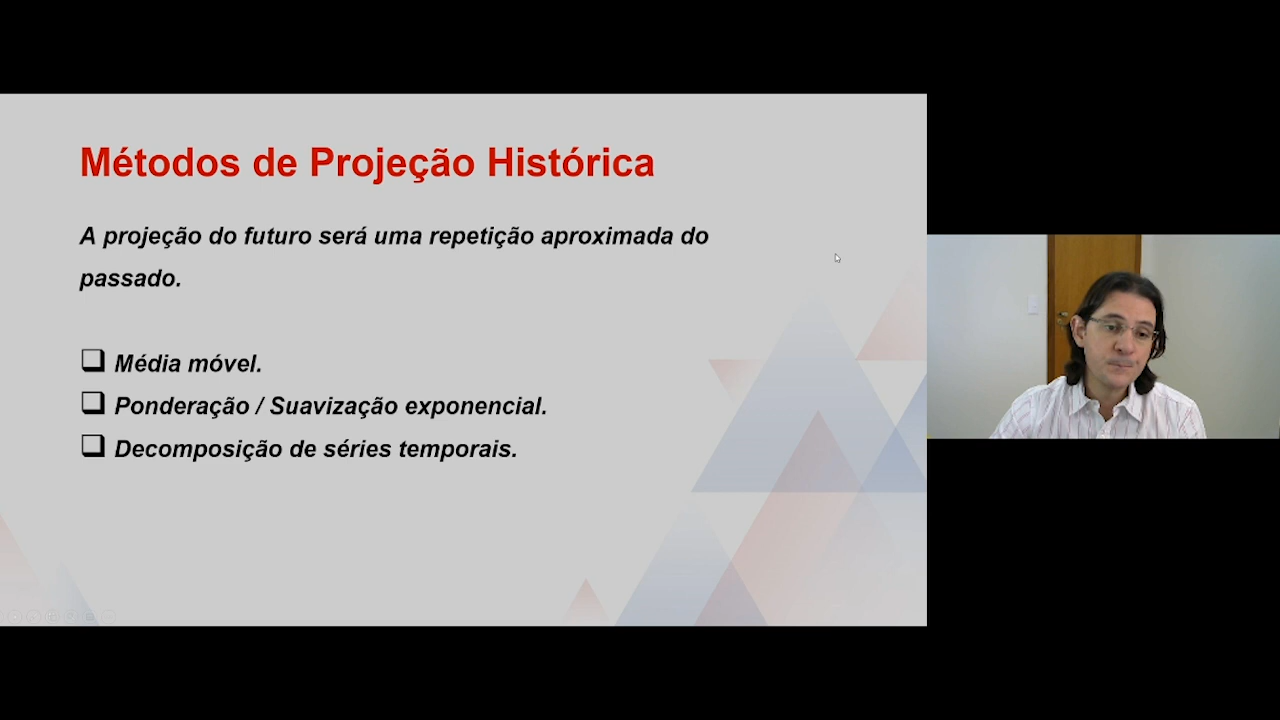 Métodos de Projeção Histórica
A projeção do futuro será uma repetição aproximada do
passado.
Média móvel.
Ponderação / Suavização exponencial.
Decomposição de séries temporais.